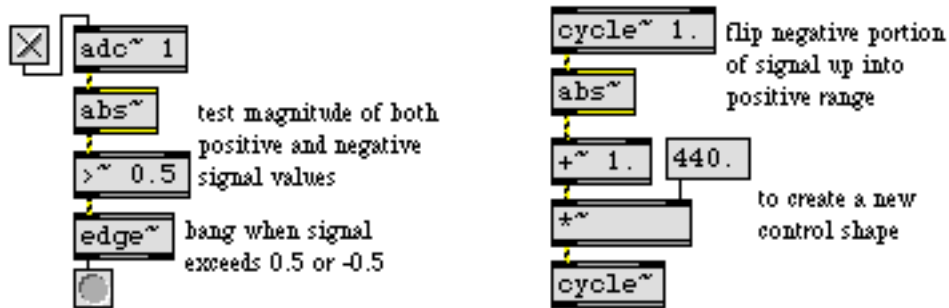 adc~ 1
abs~
test magnitude of both
positive and negative
signal values
>~ 0.5
edge~
bang when signal
exceeds 0.5 or -0.5
cycle~ 1.
flip negative portion
of signal up into
positive range
abs~
+~ 1.
440.
*~
to create a new
control shape
cycle~